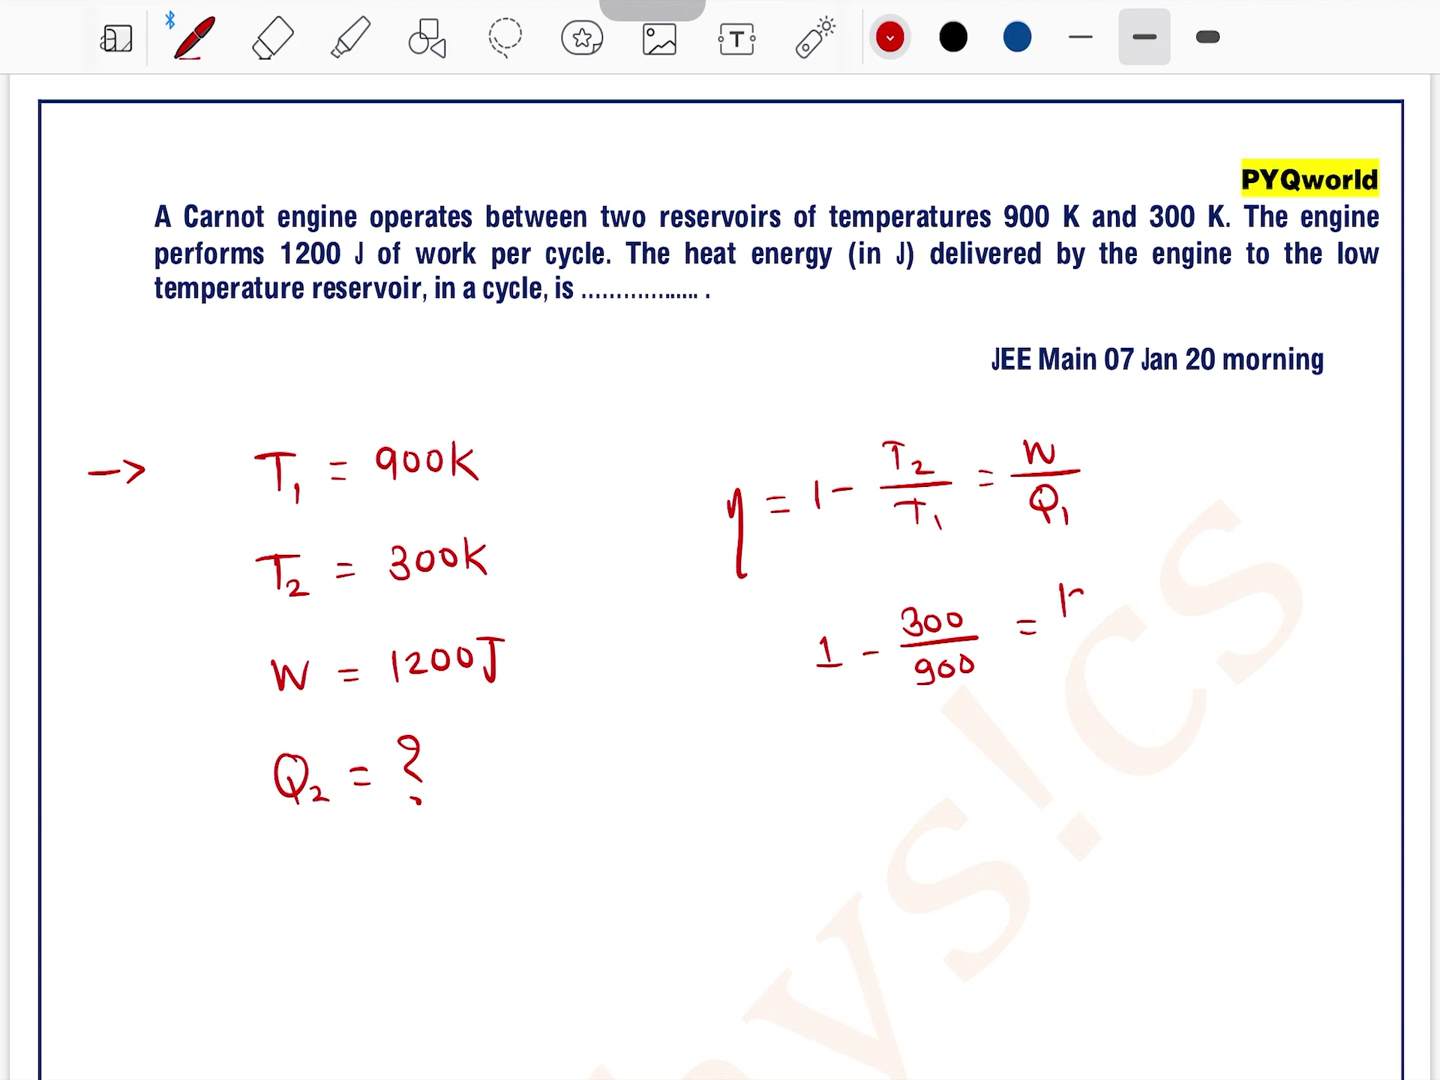 PYQworld
A Carnot engine operates between two reservoirs of temperatures 900 K and 300 K. The engine
performs 1200 J of work per cycle. The heat energy (in J) delivered by the engine to the low
temperature reservoir, in a cycle, is .................... .
JEE Main 07 Jan 20 morning
→ T₁ = 900K
T₂ = 300K
W = 1200J
Q₂ = ?
η = 1 - T₂/T₁ = W/Q₁
1 - 300/900 =
ys!cs